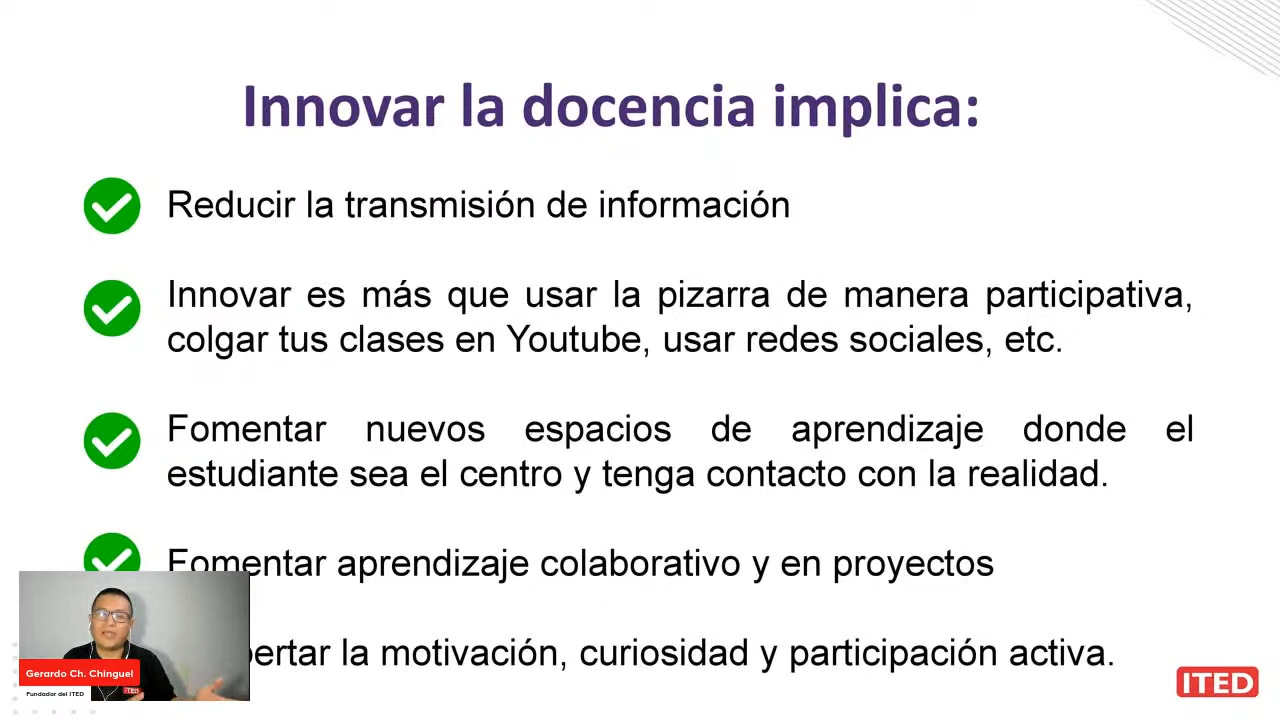 Innovar la docencia implica:
Reducir la transmisión de información
Innovar es más que usar la pizarra de manera participativa,
colgar tus clases en Youtube, usar redes sociales, etc.
Fomentar nuevos espacios de aprendizaje donde el
estudiante sea el centro y tenga contacto con la realidad.
Fomentar aprendizaje colaborativo y en proyectos
la motivación, curiosidad y participación activa.
Gerardo Ch. Chinguel
Fundador del ITED
ITED
ITED